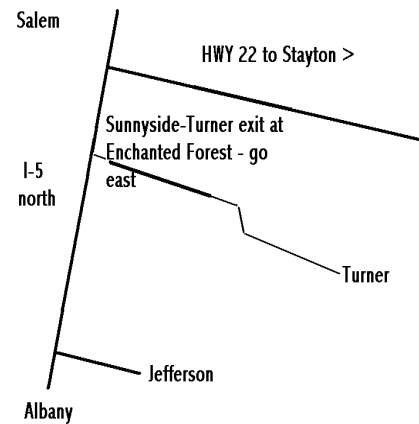 Salem
HWY 22 to Stayton >
Sunnyside-Turner exit at
Enchanted Forest - go
east
I-5
north
Turner
Jefferson
Albany